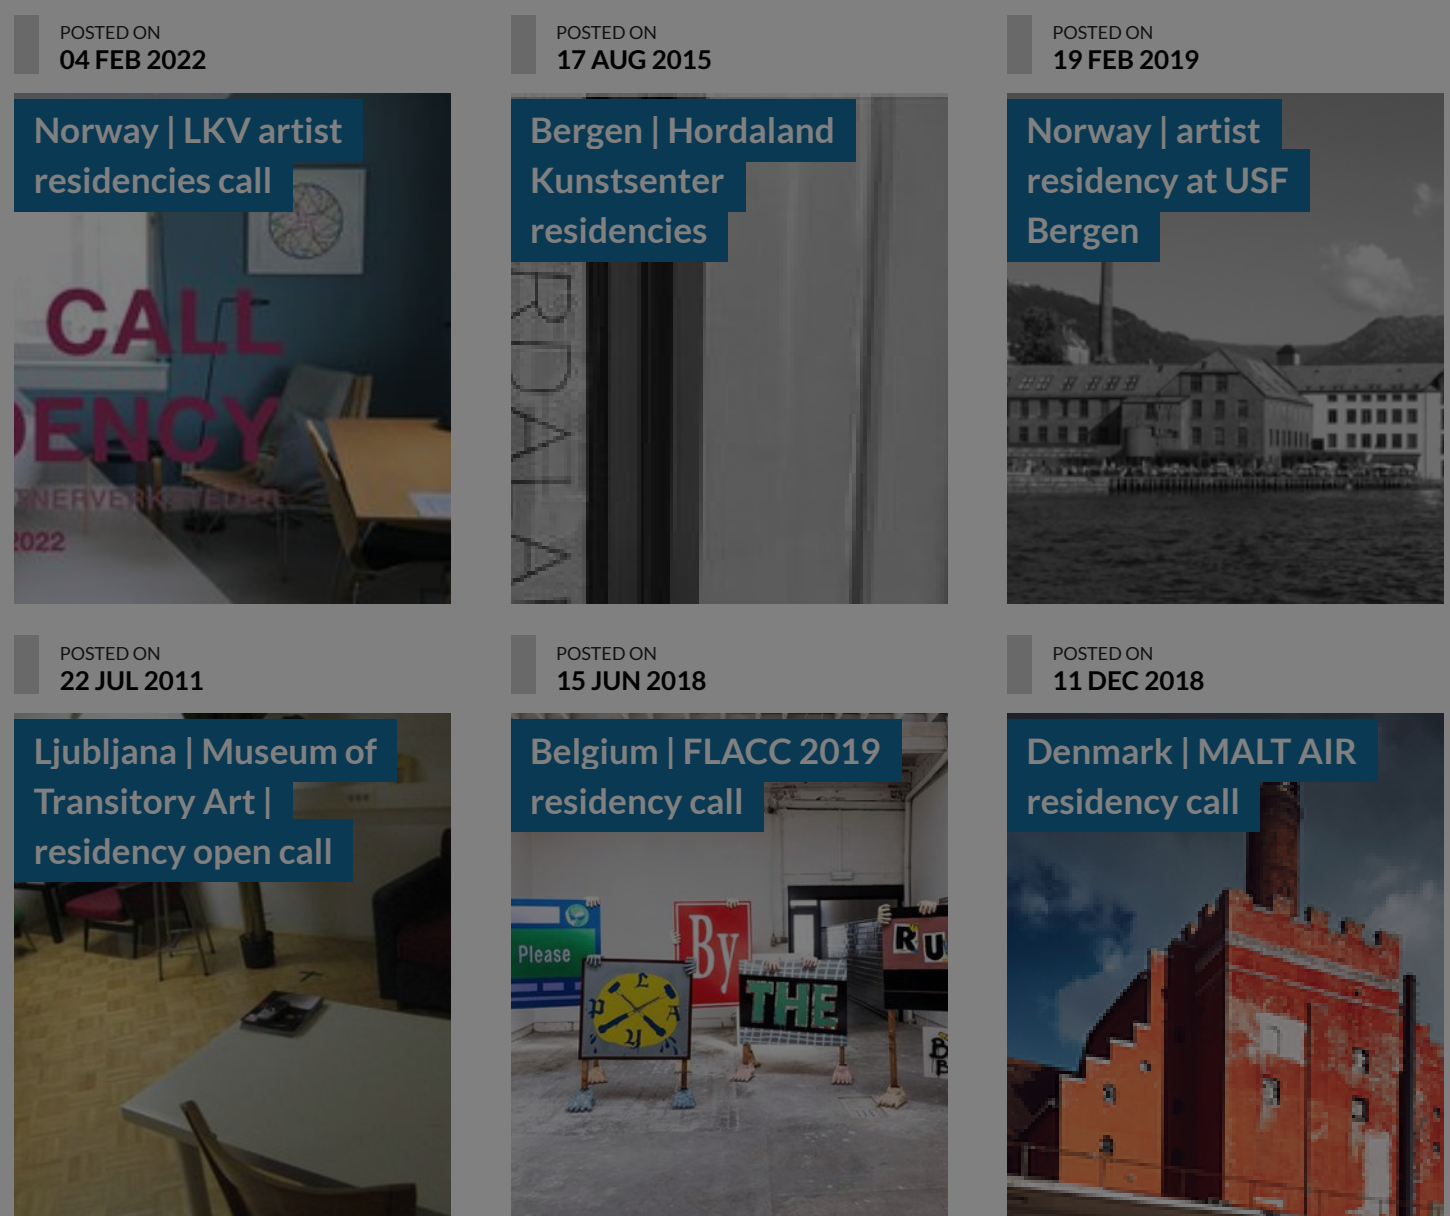 POSTED ON
04 FEB 2022
Norway | LKV artist
residencies call
CALL
DENCY
2022
POSTED ON
17 AUG 2015
Bergen | Hordaland
Kunstsenter
residencies
RDALA
POSTED ON
19 FEB 2019
Norway | artist
residency at USF
Bergen
POSTED ON
22 JUL 2011
Ljubljana | Museum of
Transitory Art |
residency open call
POSTED ON
15 JUN 2018
Belgium | FLACC 2019
residency call
Please
PLAY
By
THE
RU
POSTED ON
11 DEC 2018
Denmark | MALT AIR
residency call